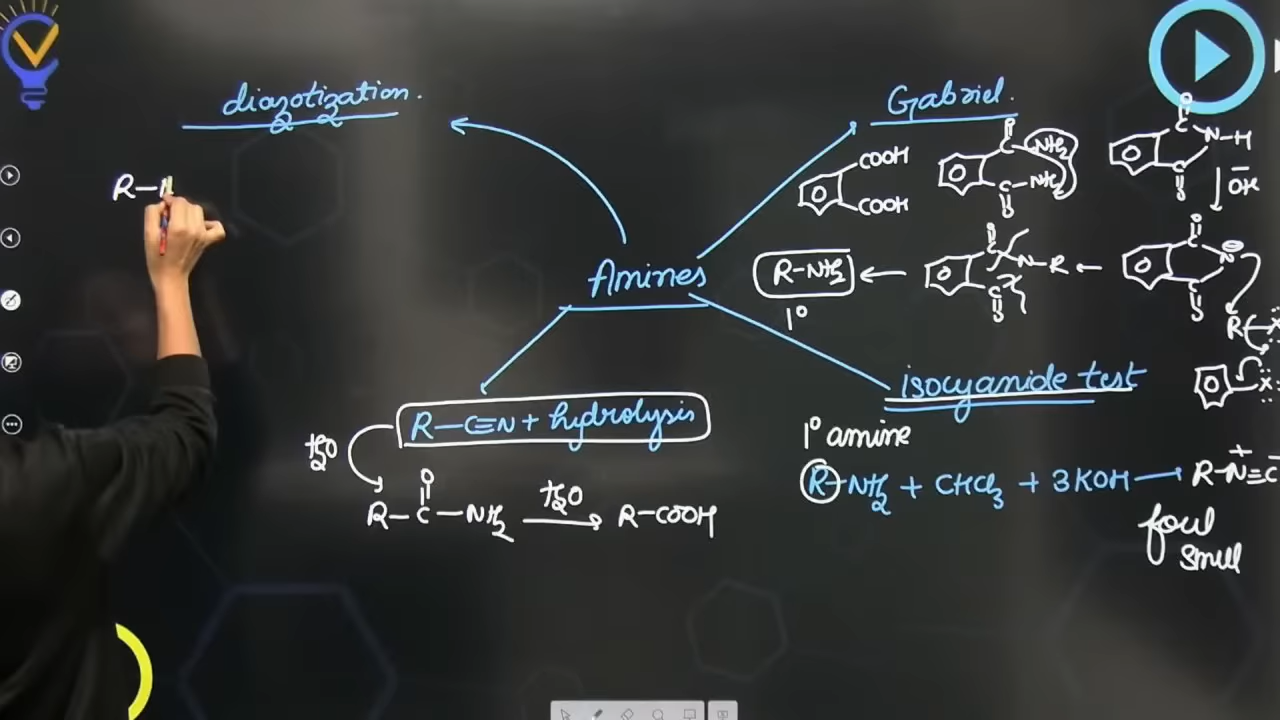 diazotization.
R-N
Gabriel.
COOH
COOH
O
C
NH2
C
NH2
O
O
C
N-H
O
OH
O
N
O
R-X
X
O
C
N-R
C
O
R-NH2
1°
Amines
isocyanide test
1° amine
R-NH2 + CHCl3 + 3KOH → R-N≡C
foul
smell
R-C≡N + hydrolysis
H2O
O
R-C-NH2 H2O → R-COOH